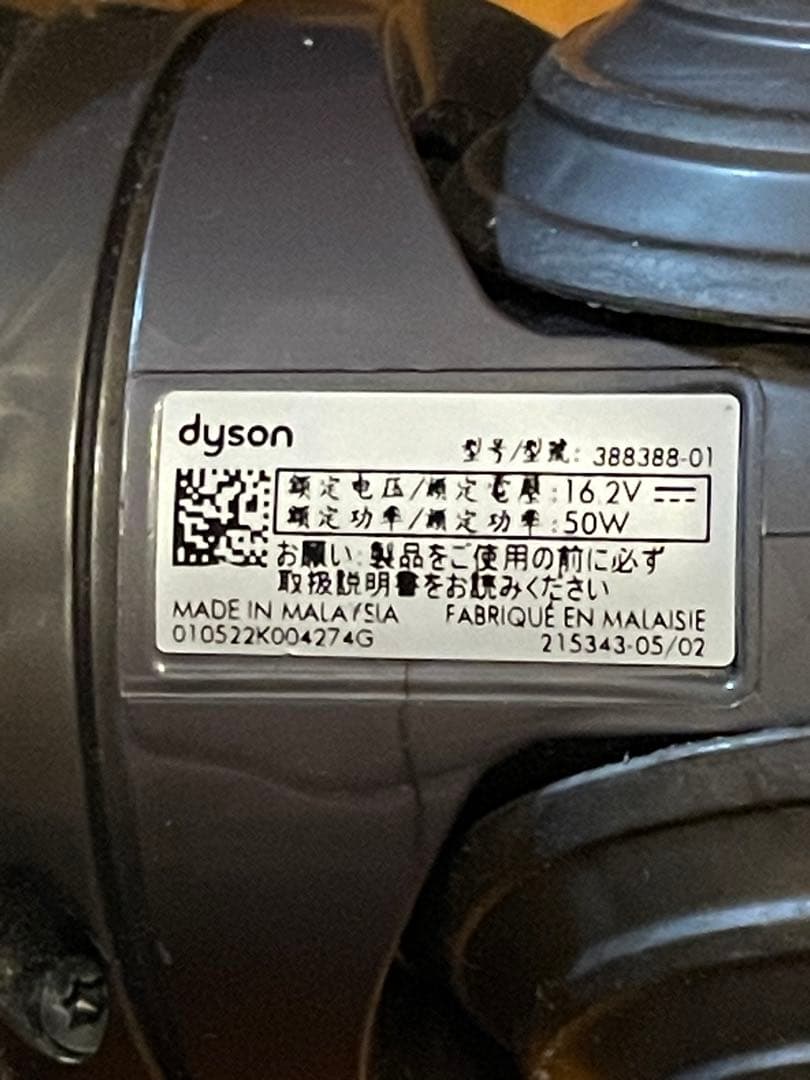 dyson
型号/型號: 388388-01
额定电压/額定電壓:16.2V
额定功率/額定功率:50W
お願い:製品をご使用の前に必ず
取扱説明書をお読みください
MADE IN MALAYSIA FABRIQUÉ EN MALAISIE
010522K004274G 215343-05/02